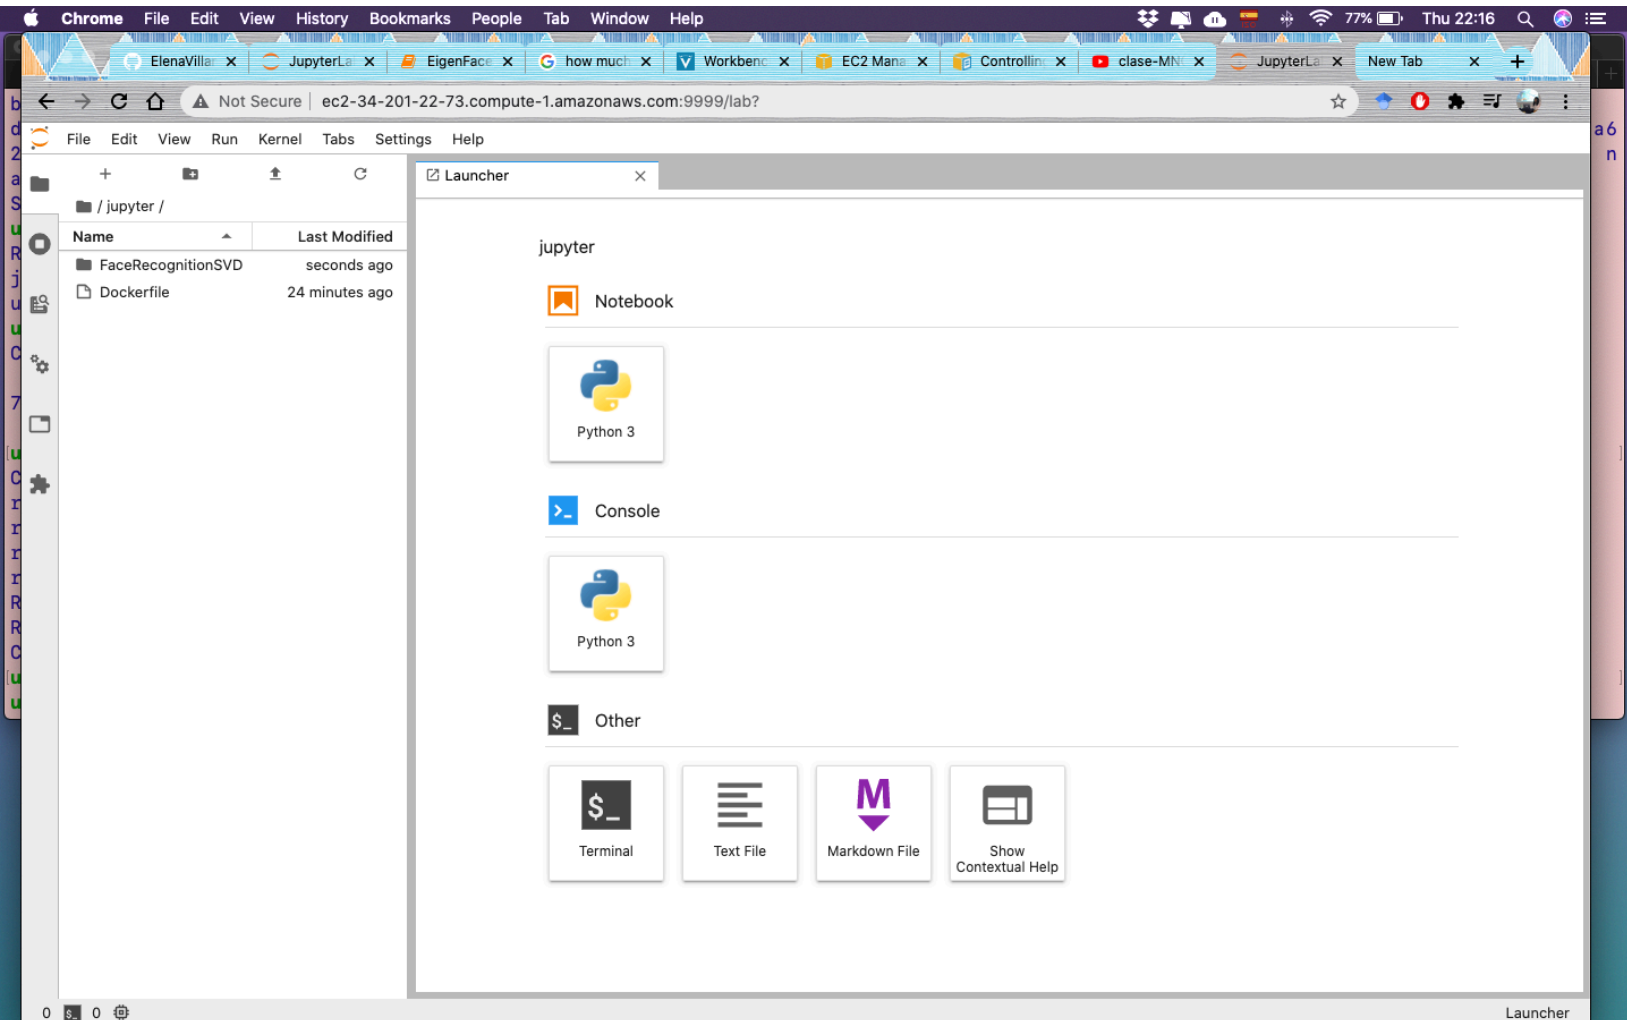 Chrome File Edit View History Bookmarks People Tab Window Help 77% Thu 22:16
ElenaVillar JupyterLa EigenFace how much Workbenc EC2 Mana Controlling clase-MN JupyterLa New Tab
Not Secure ec2-34-201-22-73.compute-1.amazonaws.com:9999/lab?
File Edit View Run Kernel Tabs Settings Help
a6
n
Launcher
/ jupyter /
Name Last Modified
FaceRecognitionSVD seconds ago
Dockerfile 24 minutes ago
jupyter
Notebook
Python 3
>_ Console
Python 3
$_ Other
$_ M
Terminal Text File Markdown File Show
Contextual Help
0 $_ 0 Launcher